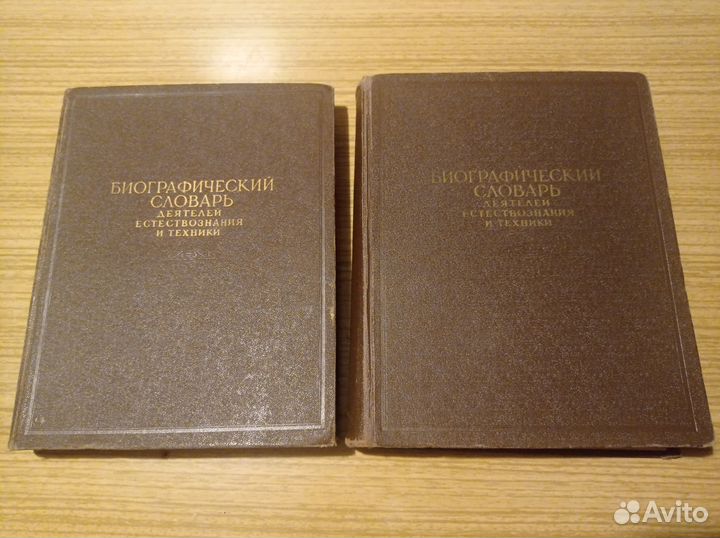 БИОГРАФИЧЕСКИЙ
СЛОВАРЬ
ДЕЯТЕЛЕЙ
ЕСТЕСТВОЗНАНИЯ
И ТЕХНИКИ
БИОГРАФИЧЕСКИЙ
СЛОВАРЬ
ДЕЯТЕЛЕЙ
ЕСТЕСТВОЗНАНИЯ
И ТЕХНИКИ
Avito